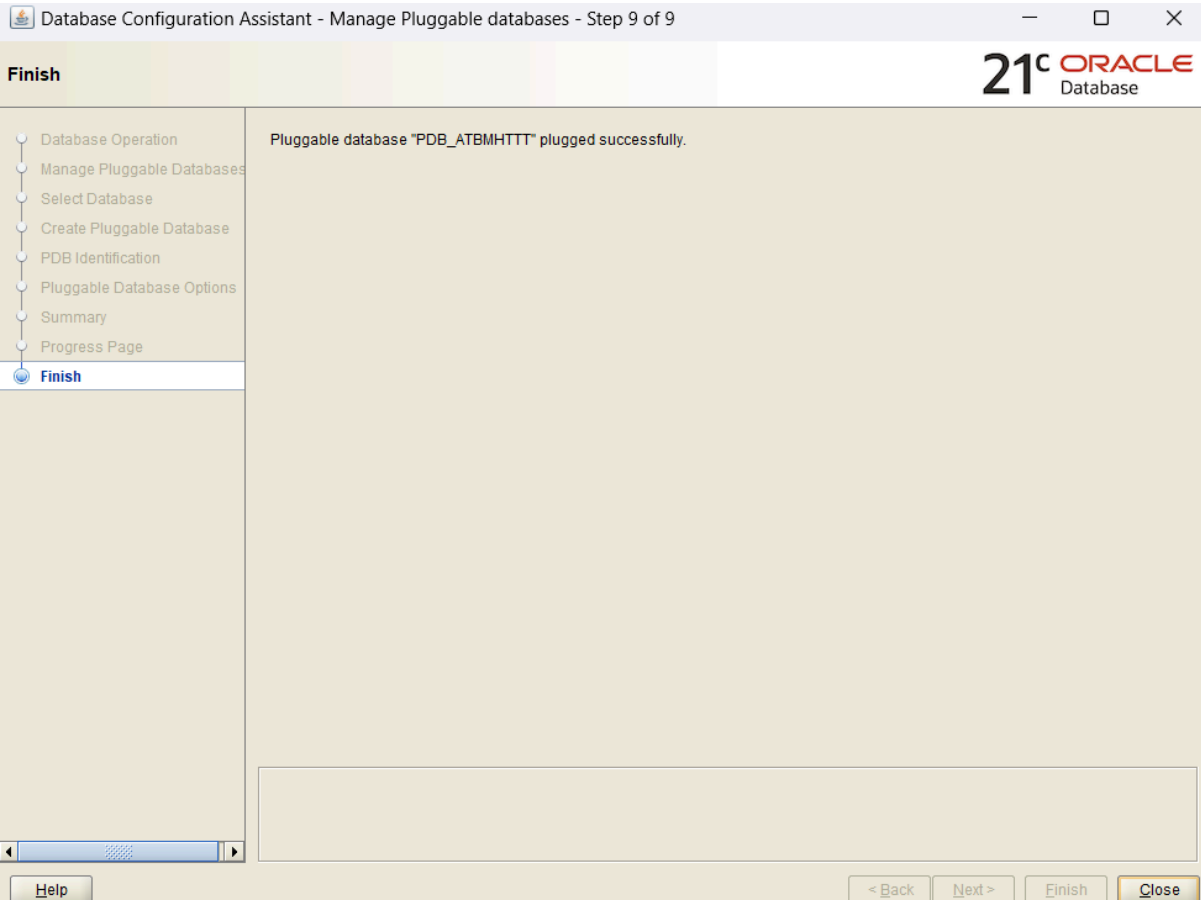 Database Configuration Assistant - Manage Pluggable databases - Step 9 of 9
Finish
21c ORACLE
Database
Database Operation
Manage Pluggable Databases
Select Database
Create Pluggable Database
PDB Identification
Pluggable Database Options
Summary
Progress Page
Finish
Pluggable database "PDB_ATBMHTTT" plugged successfully.
Help
< Back
Next >
Finish
Close